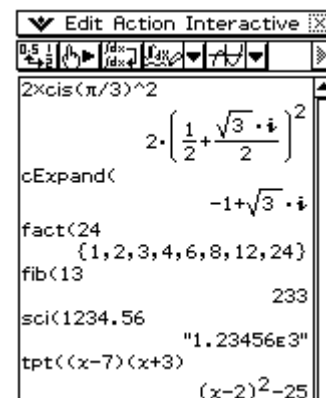 Edit Action Interactive
2×cis(π/3)^2
2·(1/2+√3·i/2)^2
cExpand(
-1+√3·i
fact(24
{1,2,3,4,6,8,12,24}
fib(13
233
sci(1234.56
"1.23456ᴇ3"
tpt((x-7)(x+3)
(x-2)^2-25